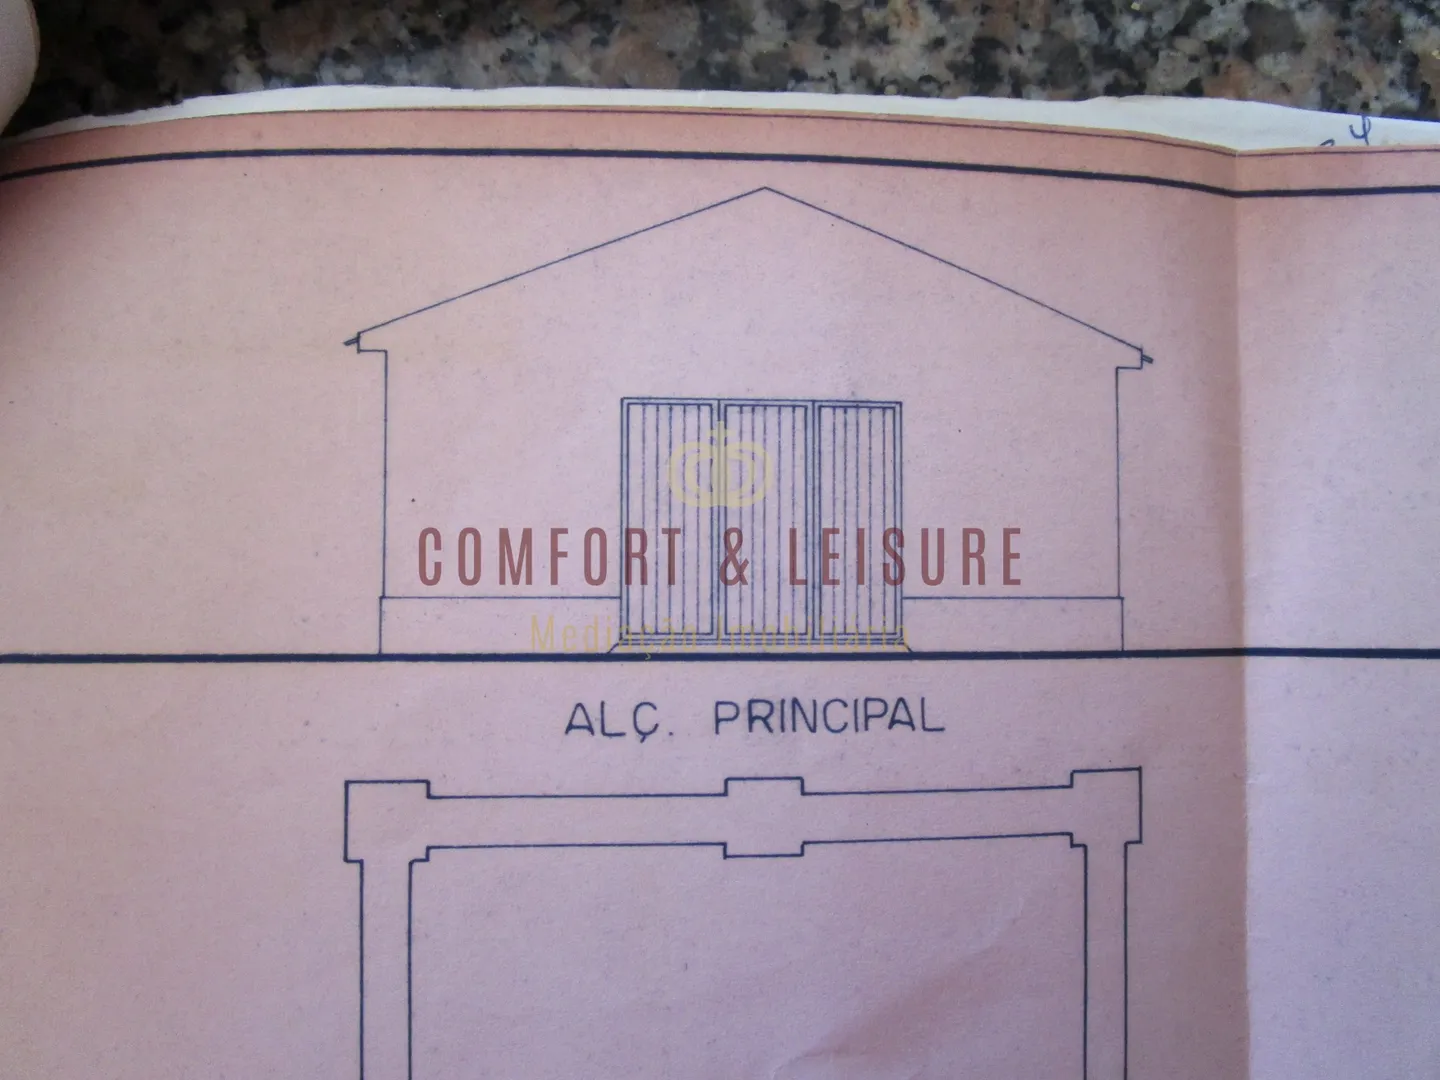 COMFORT & LEISURE
Mediação Imobiliária
ALÇ. PRINCIPAL